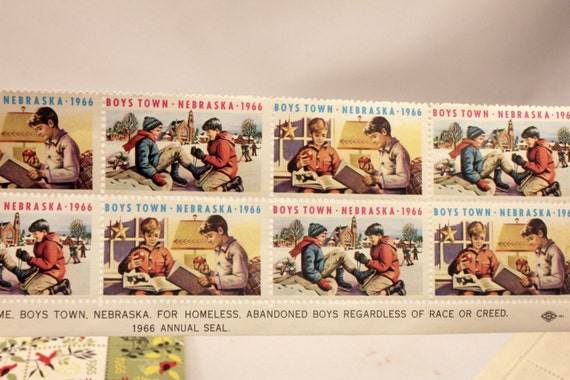 NEBRASKA · 1966 BOYS TOWN · NEBRASKA · 1966 BOYS TOWN · NEBRASKA · 1966 BOYS TOWN · NEBRASKA · 196
NEBRASKA · 1966 BOYS TOWN · NEBRASKA · 1966 BOYS TOWN · NEBRASKA · 1966 BOYS TOWN · NEBRASKA · 196
ME, BOYS TOWN, NEBRASKA. FOR HOMELESS, ABANDONED BOYS REGARDLESS OF RACE OR CREED.
1966 ANNUAL SEAL.